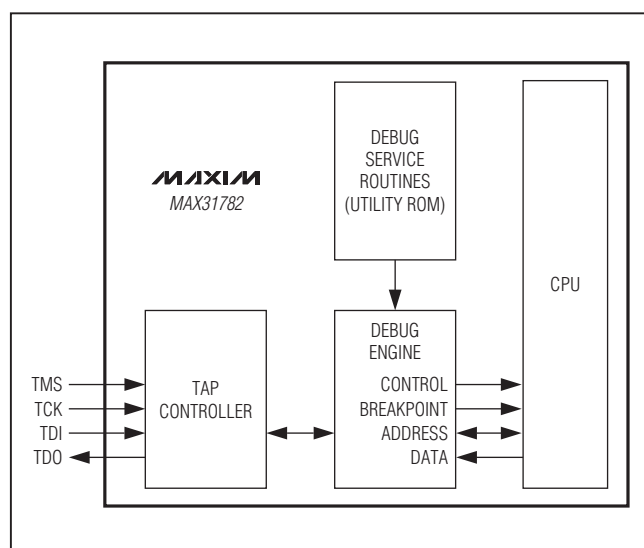 DEBUG
SERVICE
ROUTINES
(UTILITY ROM)
MAXIM
MAX31782
CPU
DEBUG
ENGINE
TMS
TCK
TDI
TDO
TAP
CONTROLLER
CONTROL
BREAKPOINT
ADDRESS
DATA